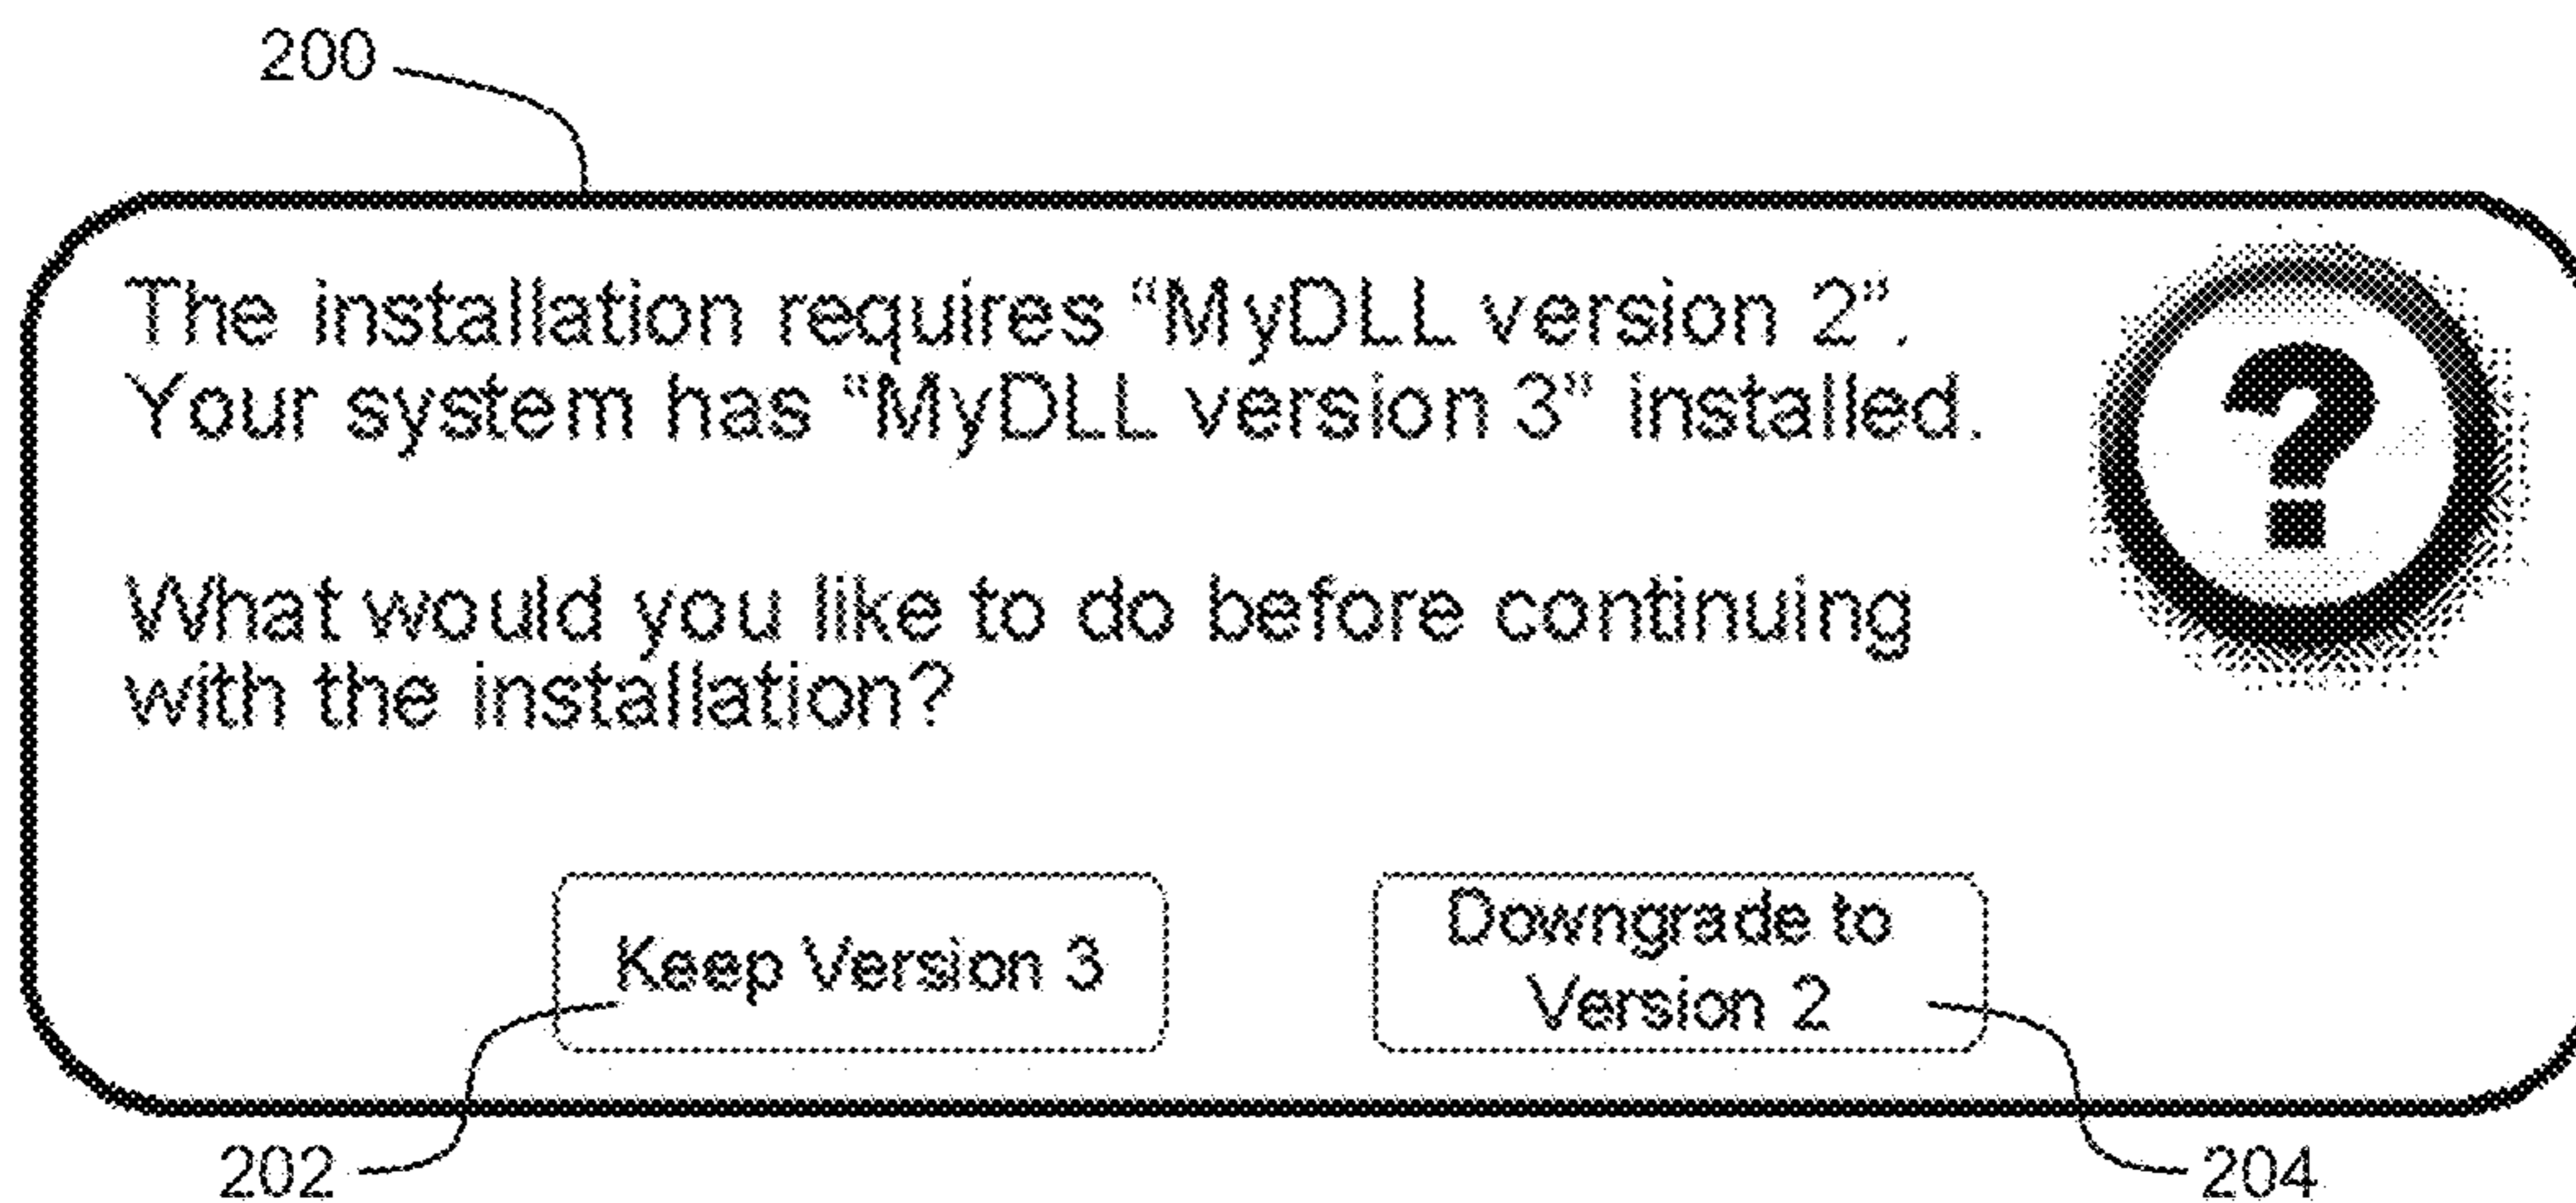 200
The installation requires “MyDLL version 2”.
Your system has “MyDLL version 3” installed.
?
What would you like to do before continuing
with the installation?
Keep Version 3
Downgrade to
Version 2
202
204